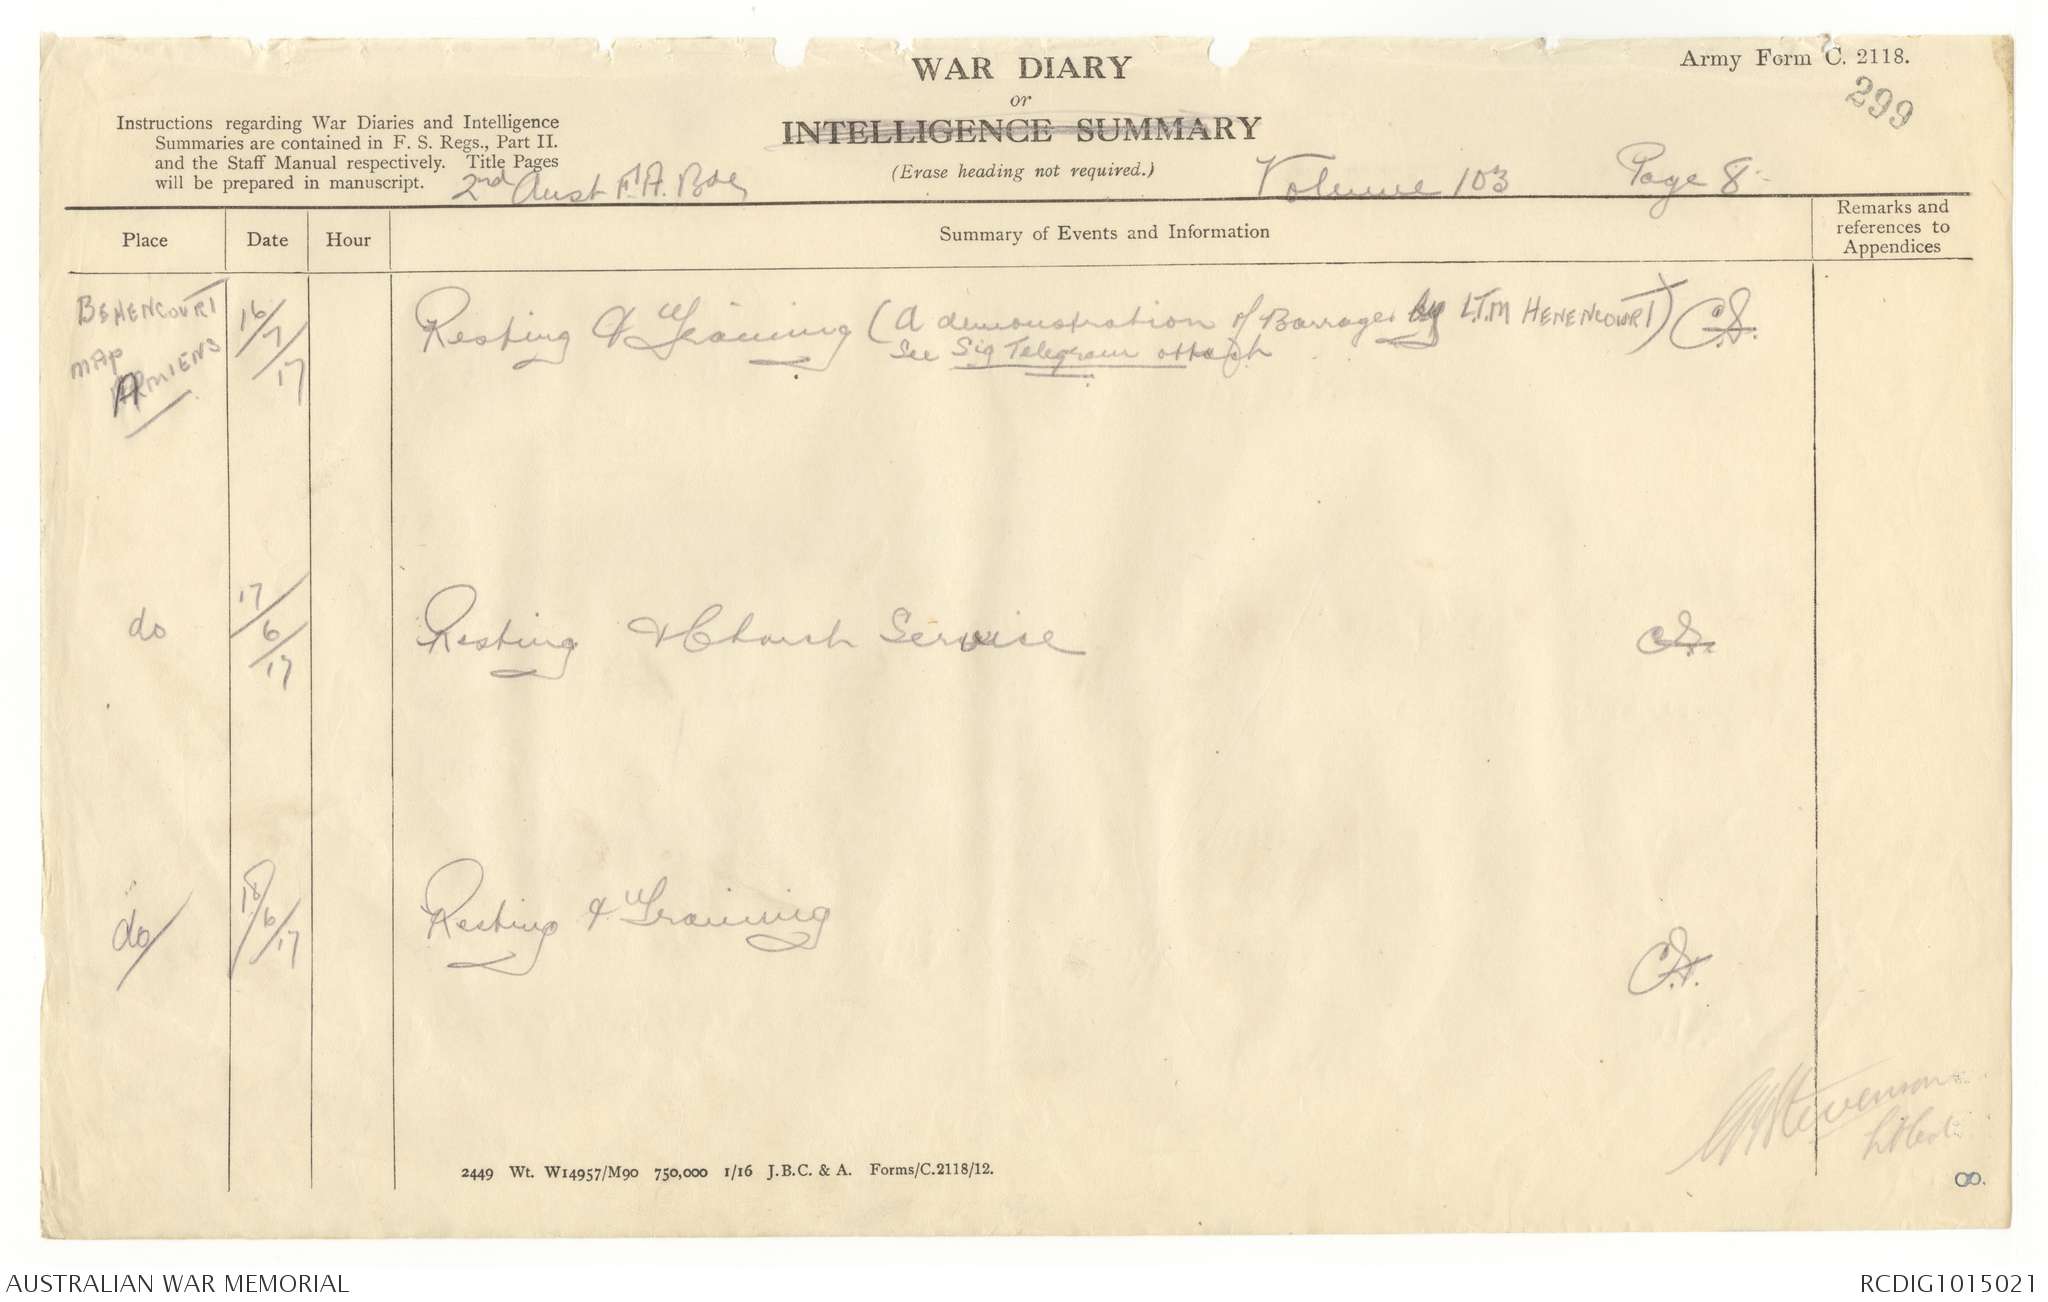 WAR DIARY
or
INTELLIGENCE SUMMARY
(Erase heading not required.)
Army Form C. 2118.
299
Instructions regarding War Diaries and Intelligence
Summaries are contained in F. S. Regs., Part II.
and the Staff Manual respectively. Title Pages
will be prepared in manuscript.
2nd Aust F.A. Bde
Volume 103
Page 8
Place
Date
Hour
Summary of Events and Information
Remarks and
references to
Appendices
BEHENCOURT
MAP
AMIENS
16/7/17
Resting & Training (A demonstration of Barrages by L.T.M HENENCOURT) C.S.
See Sig Telegram attach
do
17/6/17
Resting & Church Service
C.S.
do
18/6/17
Resting & Training
C.S.
Stevenson
Lt Col
8.
2449 Wt. W14957/M90 750,000 1/16 J.B.C. & A. Forms/C.2118/12.
AUSTRALIAN WAR MEMORIAL
RCDIG1015021